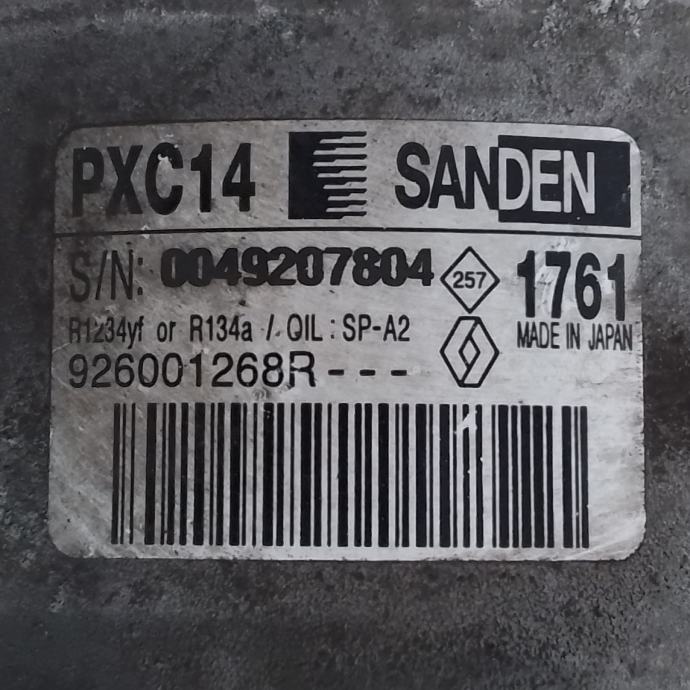 PXC14 SANDEN
S/N: 0049207804 257 1761
R1234yf or R134a / OIL : SP-A2 MADE IN JAPAN
926001268R---